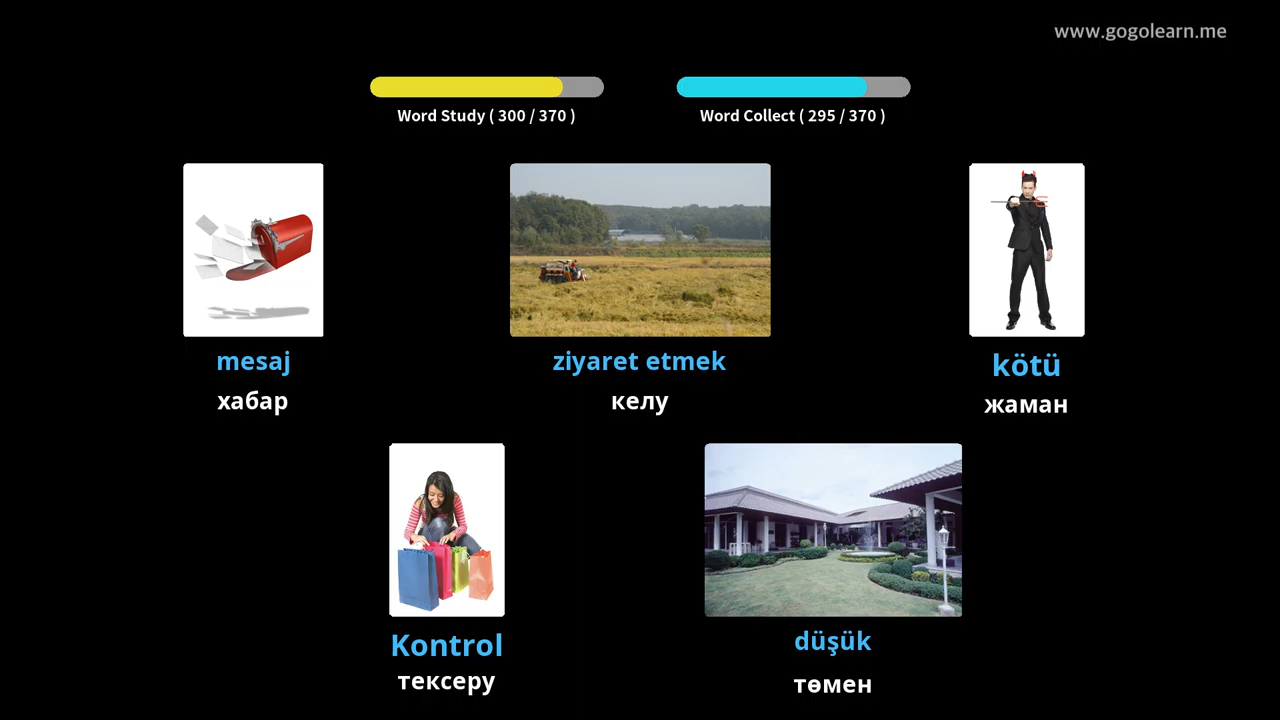 www.gogolearn.me
Word Study ( 300 / 370 )
Word Collect ( 295 / 370 )
mesaj
хабар
ziyaret etmek
келу
kötü
жаман
Kontrol
тексеру
düşük
төмен